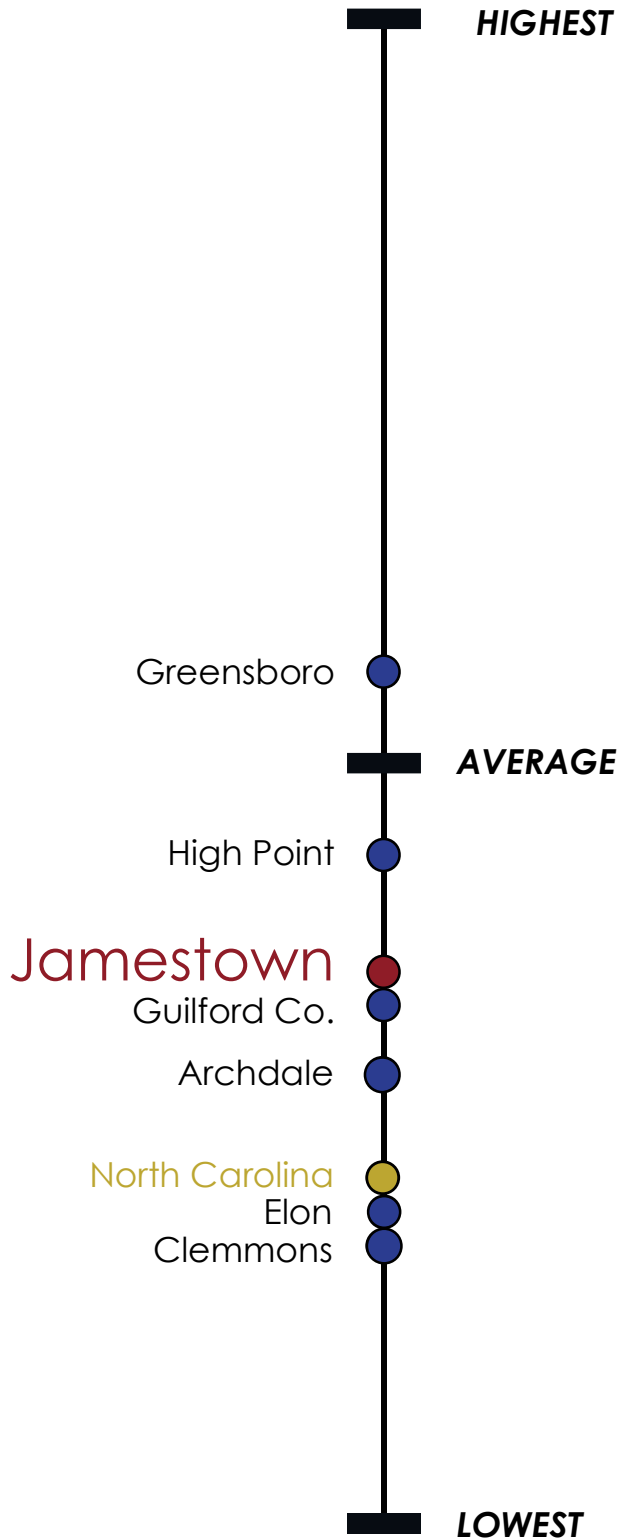 HIGHEST
Greensboro
AVERAGE
High Point
Jamestown
Guilford Co.
Archdale
North Carolina
Elon
Clemmons
LOWEST